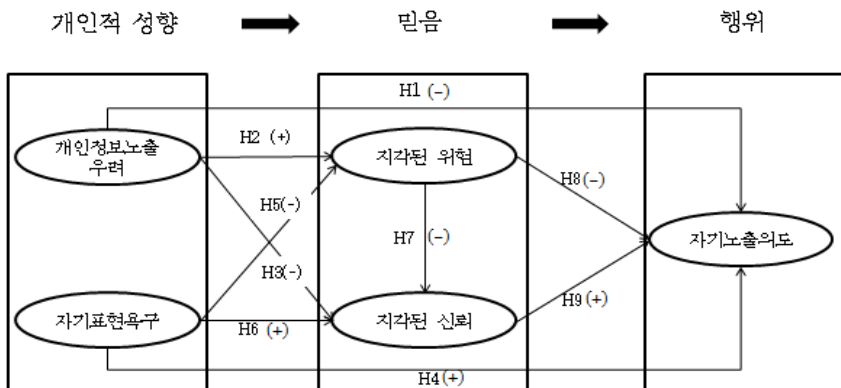 개인적 성향 믿음 행위
H1 (-)
개인정보노출
우려
H2 (+)
지각된 위험
H8(-)
H5(-)
H7 (-)
자기노출의도
H3(-)
자기표현욕구
H6 (+)
지각된 신뢰
H9(+)
H4(+)